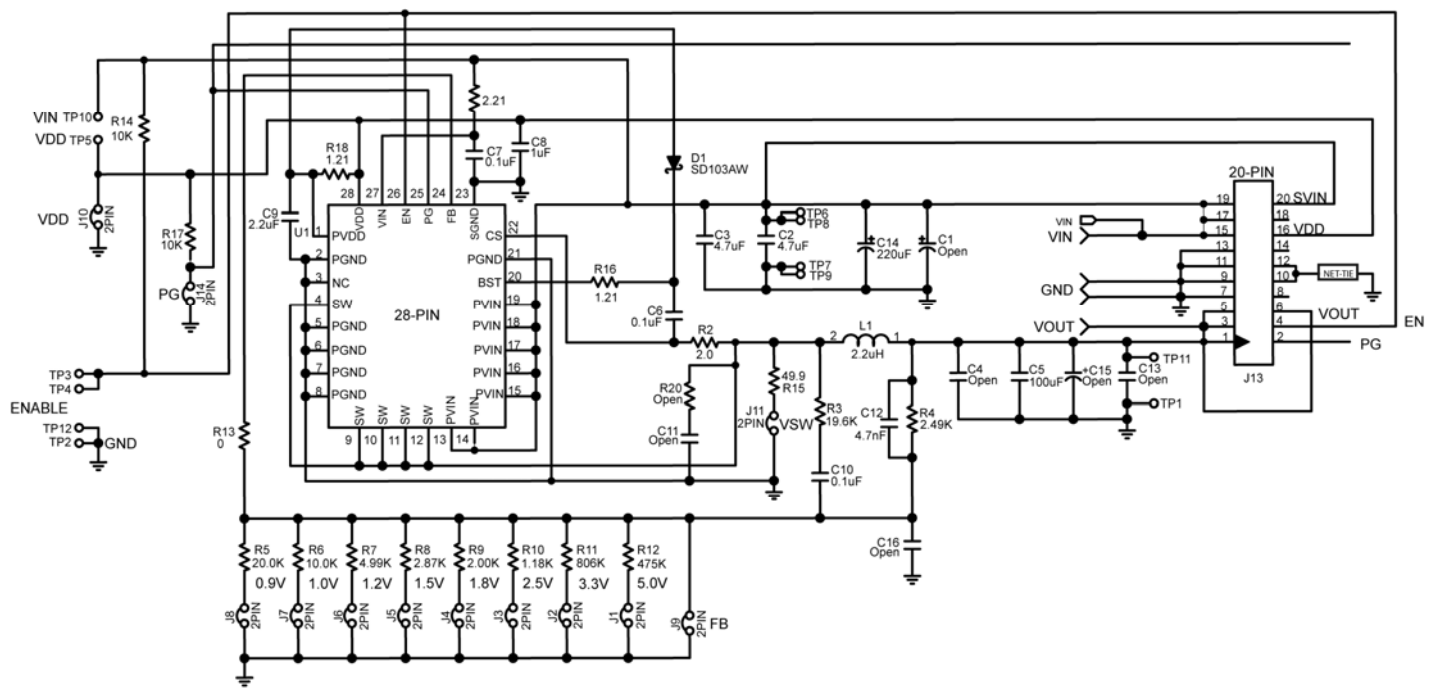 VIN TP10
VDD TP5
R14
10K
VDD
J10
2PIN
R17
10K
PG
J14
2PIN
TP3
TP4
ENABLE
TP12
TP2
GND
R13
0
C9
2.2uF
U1
R18
1.21
2.21
C7
0.1uF
C8
1uF
28 27 26 25 24 23
VDD VIN EN PG FB SGND
1 PVDD
2 PGND
3 NC
4 SW
5 PGND
6 PGND
7 PGND
8 PGND
28-PIN
CS 22
PGND 21
BST 20
PVIN 19
PVIN 18
PVIN 17
PVIN 16
PVIN 15
SW SW SW SW PVIN PVIN
9 10 11 12 13 14
D1
SD103AW
R16
1.21
C6
0.1uF
R2
2.0
R20
Open
C11
Open
49.9
R15
J11
2PIN
VSW
R3
19.6K
C10
0.1uF
L1
2 1
2.2uH
C12
4.7nF
R4
2.49K
C16
Open
C3
4.7uF
TP6
TP8
C2
4.7uF
TP7
TP9
+
C14
220uF
+
C1
Open
C4
Open
C5
100uF
+C15
Open
C13
Open
TP11
TP1
20-PIN
19 20 SVIN
17 18
15 16 VDD
13 14
11 12
9 10
7 8
5 6
3 4
1 2
VIN
VIN
GND
VOUT
NET-TIE
VOUT
EN
PG
J13
R5
20.0K
0.9V
J8
2PIN
R6
10.0K
1.0V
J7
2PIN
R7
4.99K
1.2V
J6
2PIN
R8
2.87K
1.5V
J5
2PIN
R9
2.00K
1.8V
J4
2PIN
R10
1.18K
2.5V
J3
2PIN
R11
806K
3.3V
J2
2PIN
R12
475K
5.0V
J1
2PIN
J9
2PIN
FB